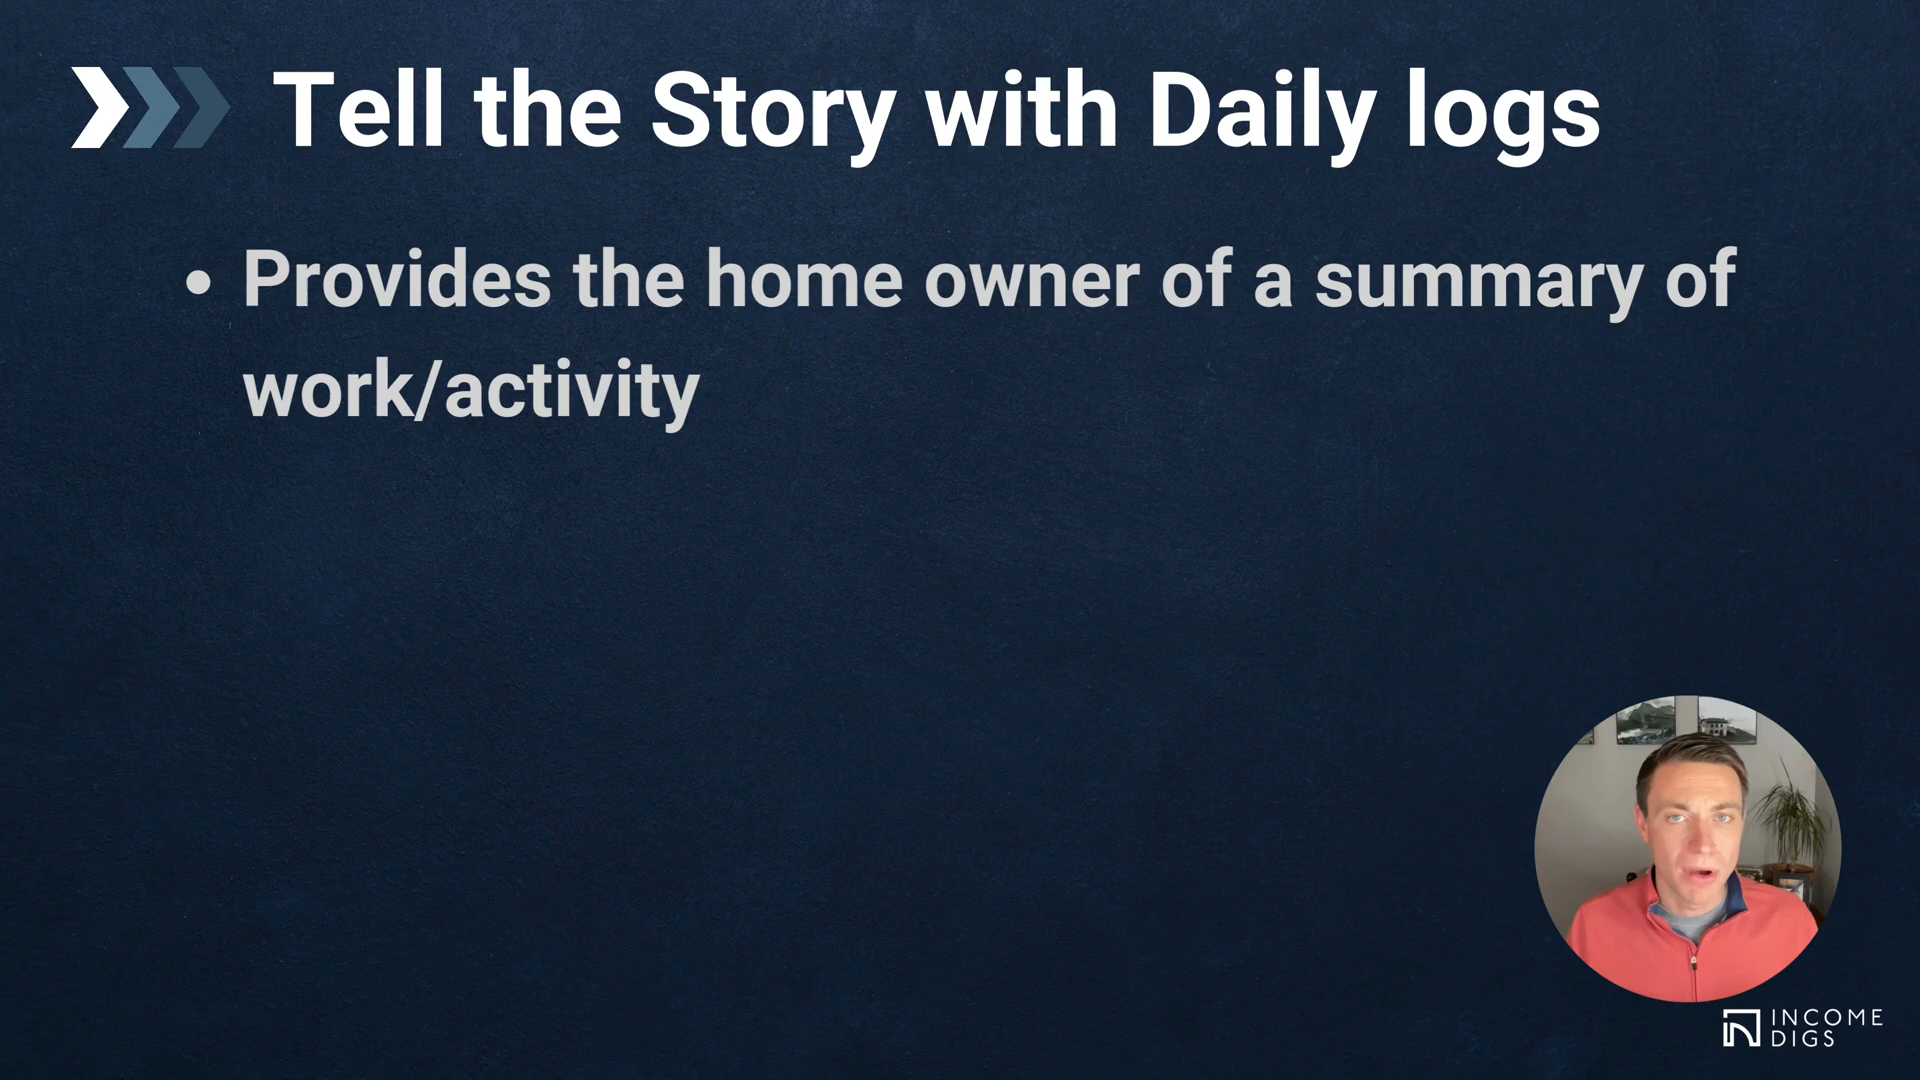 Tell the Story with Daily logs
• Provides the home owner of a summary of
work/activity
INCOME
DIGS